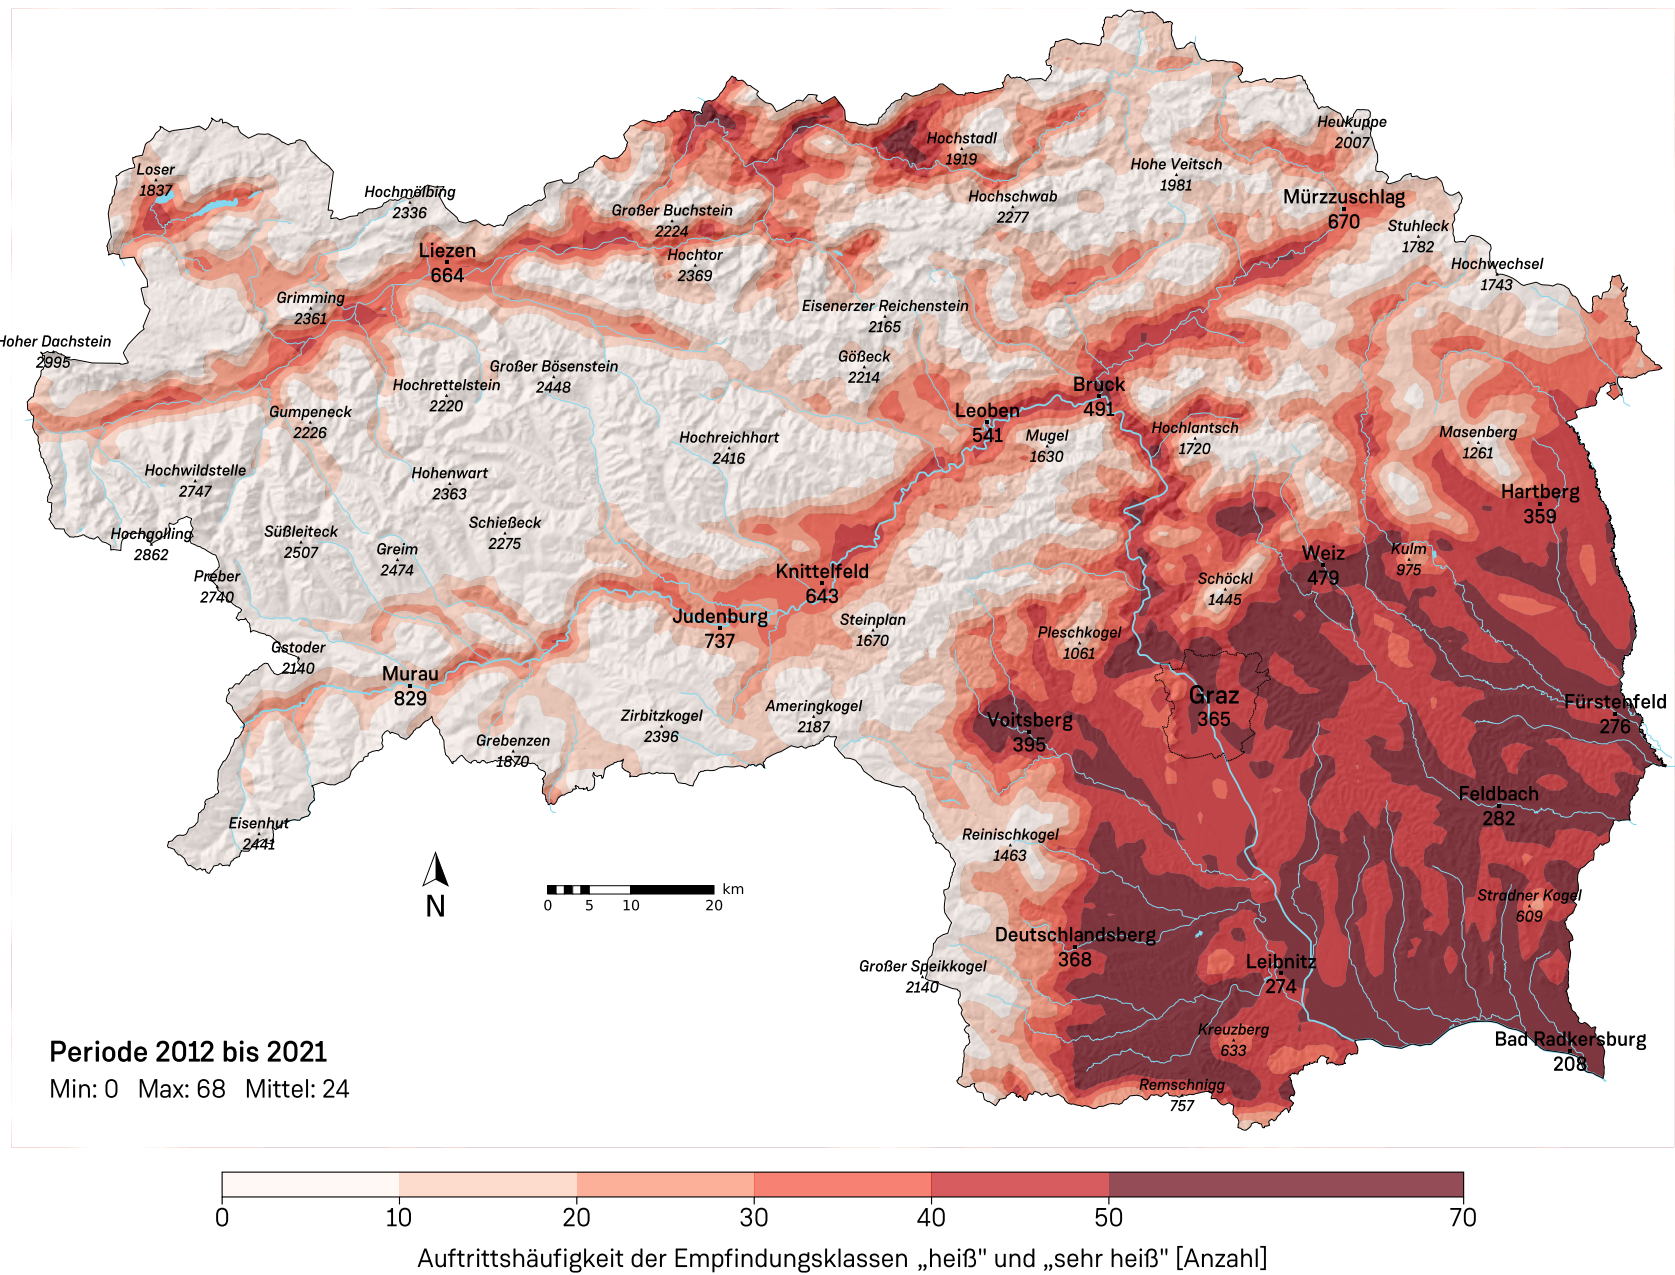 Heukuppe
2007
Hochstadl
1919
Hohe Veitsch
1981
Loser
1837
Hochmölbing
2336
Hochschwab
2277
Mürzzuschlag
670
Großer Buchstein
2224
Stuhleck
1782
Liezen
664
Hochtor
2369
Hochwechsel
1743
Grimming
2361
Eisenerzer Reichenstein
2165
Hoher Dachstein
2995
Großer Bösenstein
2448
Gößeck
2214
Hochrettelstein
2220
Bruck
491
Gumpeneck
2226
Leoben
541
Hochreichhart
2416
Mugel
1630
Hochlantsch
1720
Masenberg
1261
Hochwildstelle
2747
Hohenwart
2363
Hartberg
359
Hochgolling
2862
Süßleiteck
2507
Schießeck
2275
Greim
2474
Weiz
479
Kulm
975
Preber
2740
Knittelfeld
643
Schöckl
1445
Judenburg
737
Steinplan
1670
Pleschkogel
1061
Gstoder
2140
Murau
829
Graz
365
Fürstenfeld
276
Zirbitzkogel
2396
Ameringkogel
2187
Voitsberg
395
Grebenzen
1870
Feldbach
282
Eisenhut
2441
Reinischkogel
1463
N
km
0 5 10 20
Stradner Kogel
609
Deutschlandsberg
368
Großer Speikkogel
2140
Leibnitz
274
Kreuzberg
633
Bad Radkersburg
208
Remschnigg
757
Periode 2012 bis 2021
Min: 0 Max: 68 Mittel: 24
0 10 20 30 40 50 70
Auftrittshäufigkeit der Empfindungsklassen „heiß" und „sehr heiß" [Anzahl]